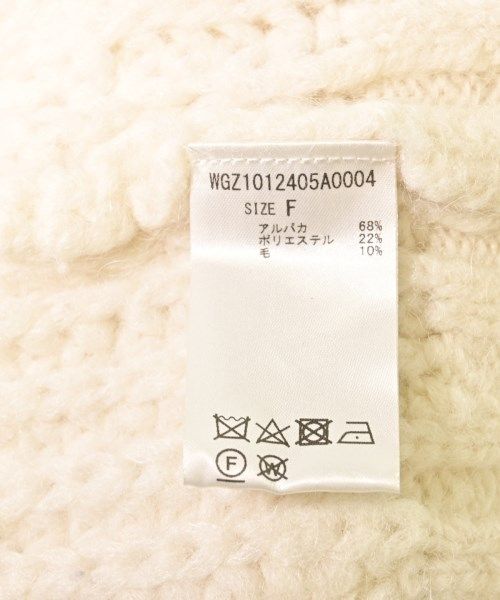 WGZ1012405A0004
SIZE F
アルパカ 68%
ポリエステル 22%
毛 10%
F W